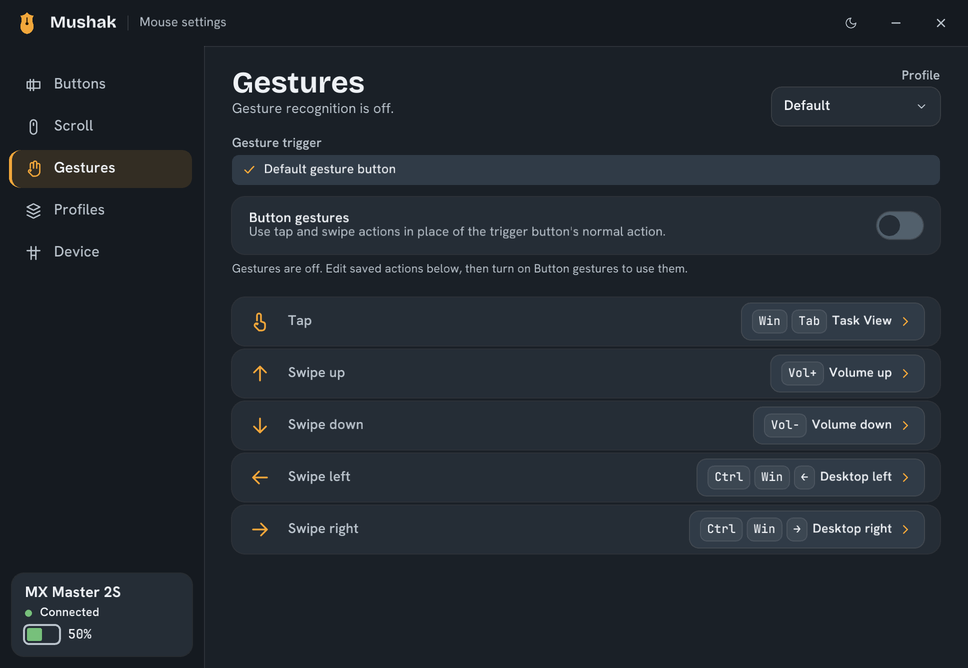 Mushak
Mouse settings
Buttons
Scroll
Gestures
Profiles
Device
MX Master 2S
Connected
50%
Gestures
Gesture recognition is off.
Profile
Default
Gesture trigger
Default gesture button
Button gestures
Use tap and swipe actions in place of the trigger button's normal action.
Gestures are off. Edit saved actions below, then turn on Button gestures to use them.
Tap
Win Tab Task View
Swipe up
Vol+ Volume up
Swipe down
Vol- Volume down
Swipe left
Ctrl Win ← Desktop left
Swipe right
Ctrl Win → Desktop right